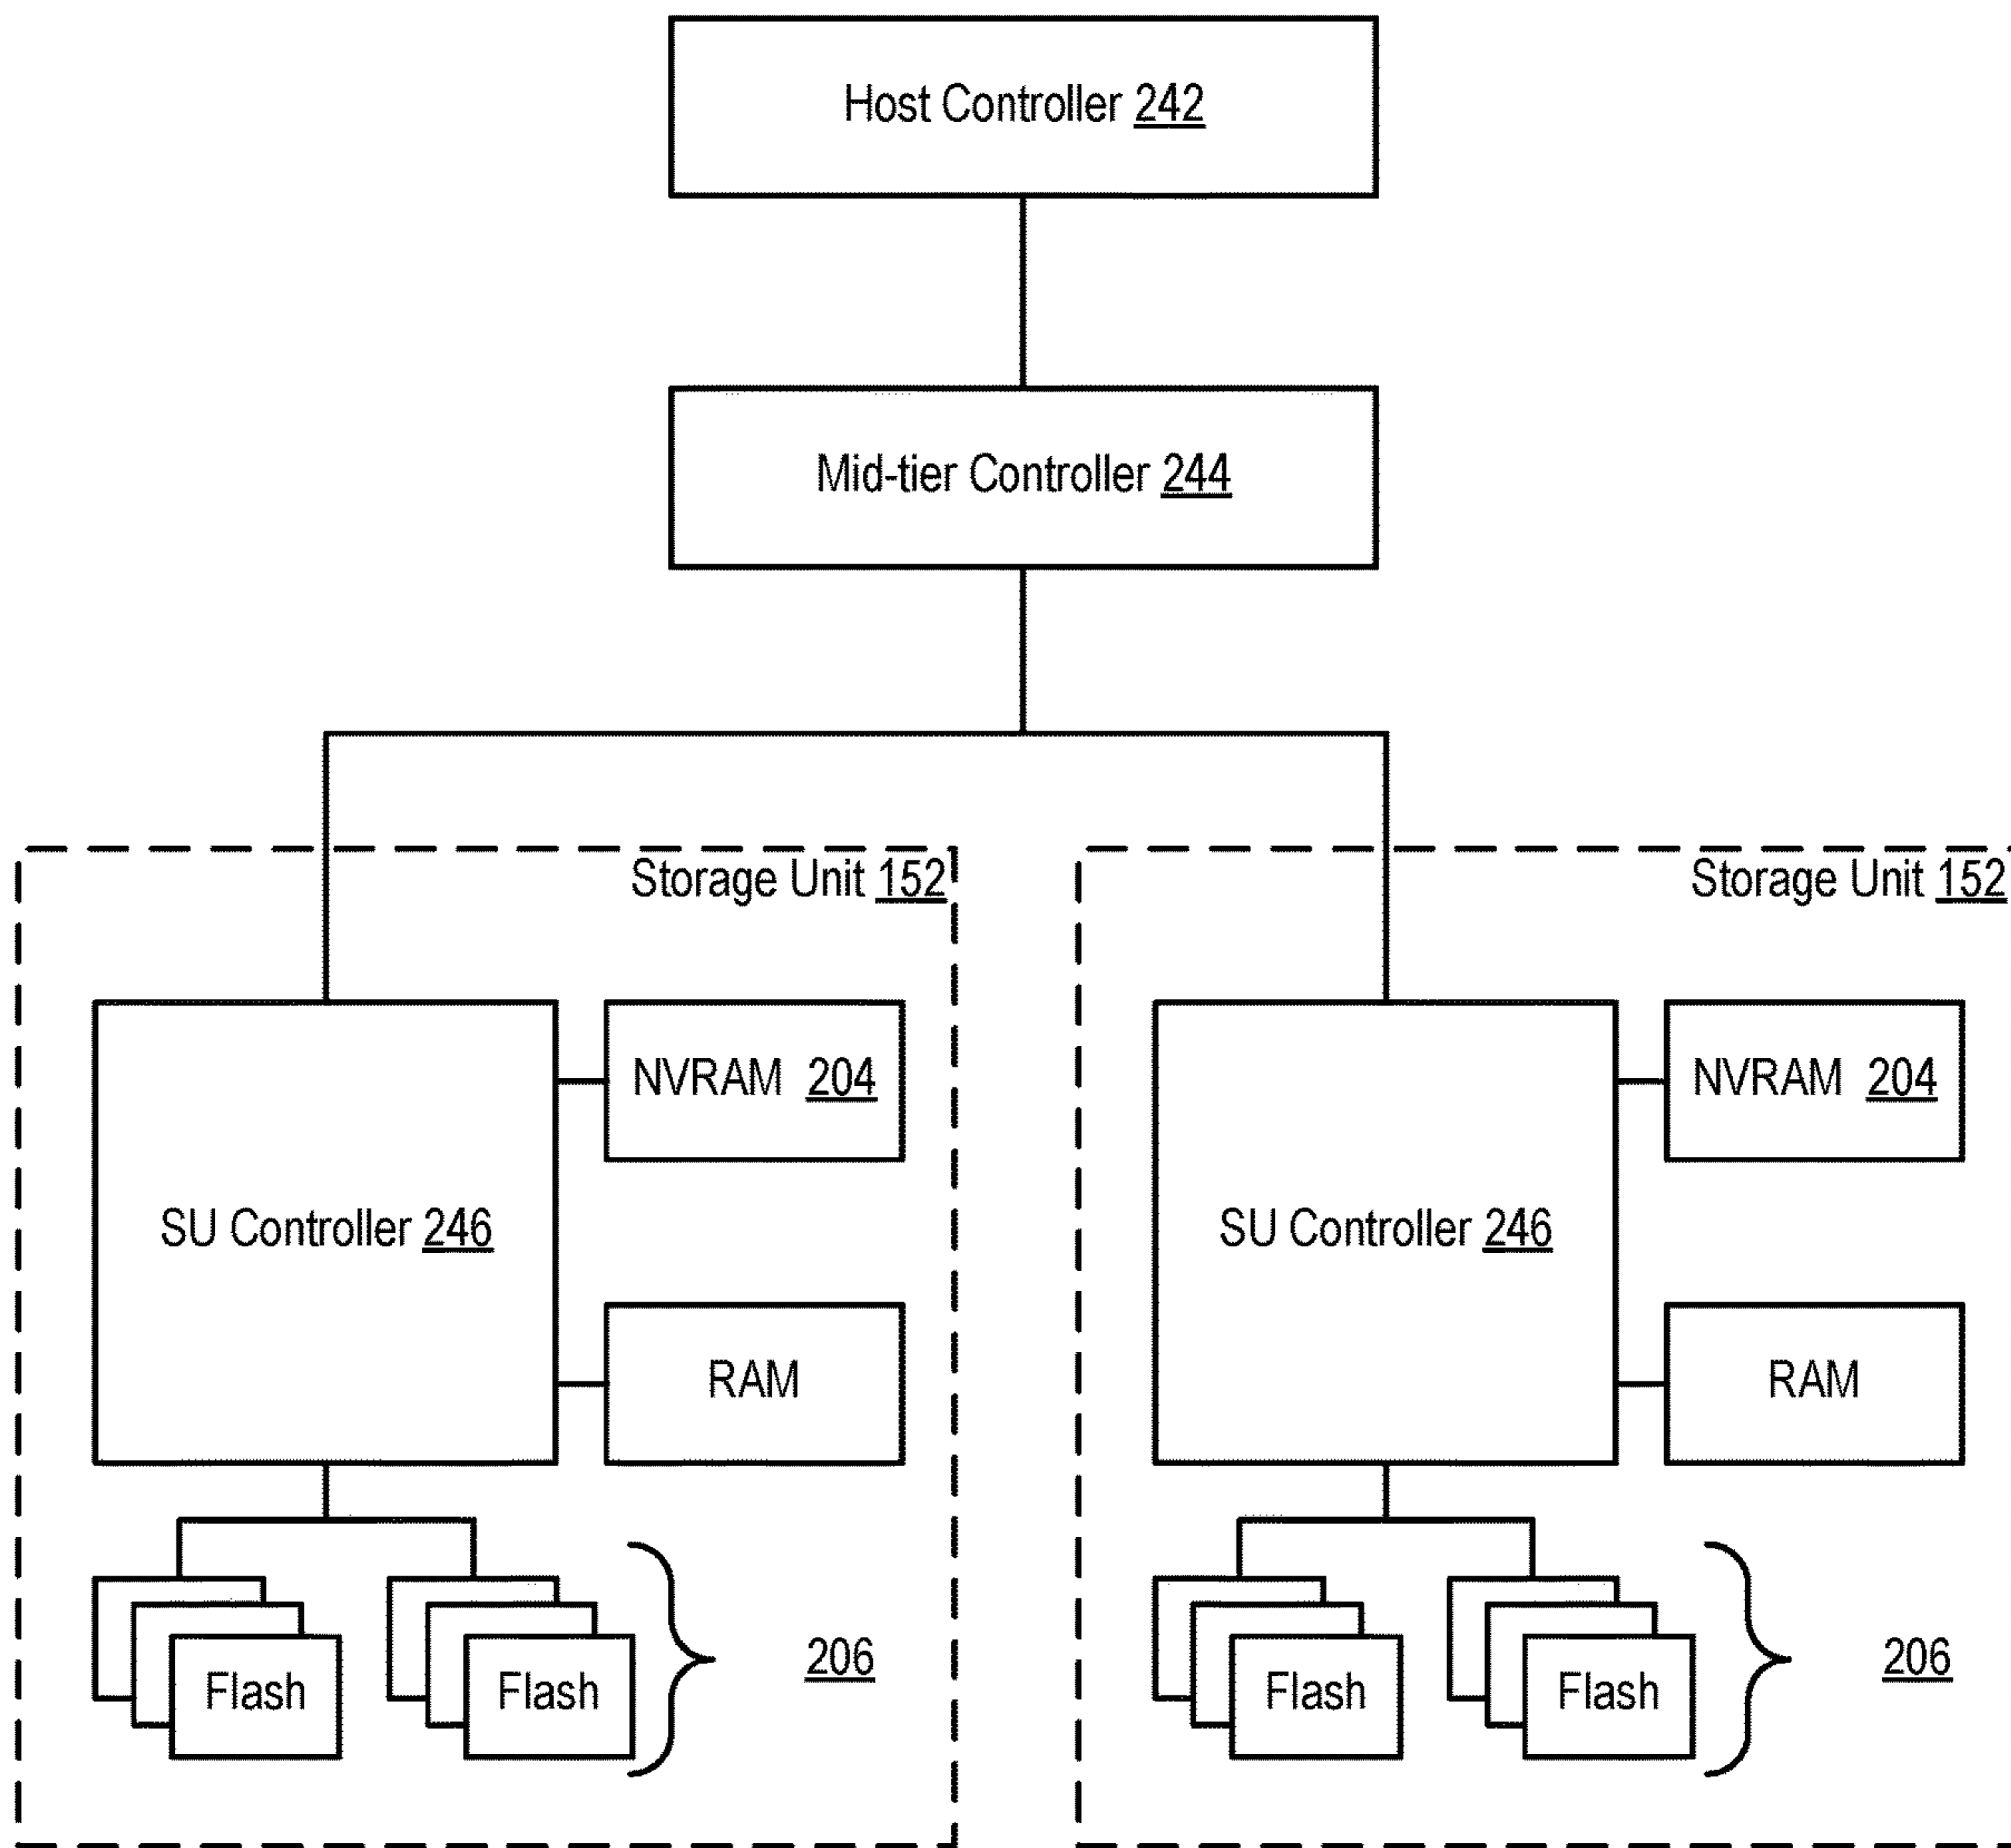 Host Controller 242
Mid-tier Controller 244
Storage Unit 152
NVRAM 204
SU Controller 246
RAM
Flash
Flash
206
Storage Unit 152
NVRAM 204
SU Controller 246
RAM
Flash
Flash
206